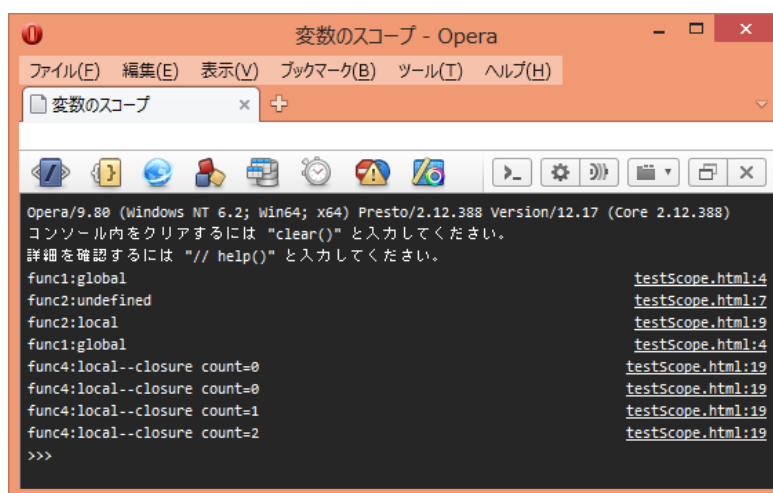 変数のスコープ - Opera
ファイル(F) 編集(E) 表示(V) ブックマーク(B) ツール(T) ヘルプ(H)
変数のスコープ
Opera/9.80 (Windows NT 6.2; Win64; x64) Presto/2.12.388 Version/12.17 (Core 2.12.388)
コンソール内をクリアするには "clear()" と入力してください。
詳細を確認するには "// help()" と入力してください。
func1:global testScope.html:4
func2:undefined testScope.html:7
func2:local testScope.html:9
func1:global testScope.html:4
func4:local--closure count=0 testScope.html:19
func4:local--closure count=0 testScope.html:19
func4:local--closure count=1 testScope.html:19
func4:local--closure count=2 testScope.html:19
>>>